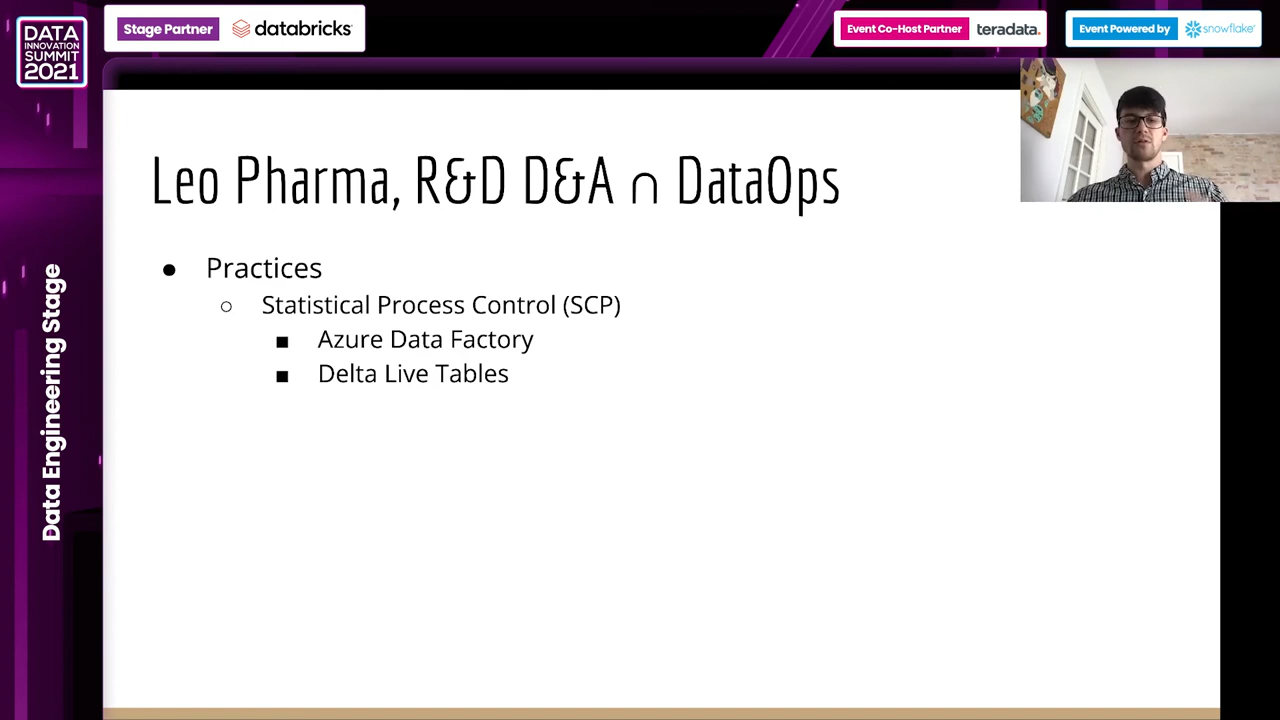 DATA
INNOVATION
SUMMIT
2021
Stage Partner
databricks
Event Co-Host Partner
teradata.
Event Powered by
snowflake
Data Engineering Stage
Leo Pharma, R&D D&A ∩ DataOps
● Practices
○ Statistical Process Control (SCP)
■ Azure Data Factory
■ Delta Live Tables